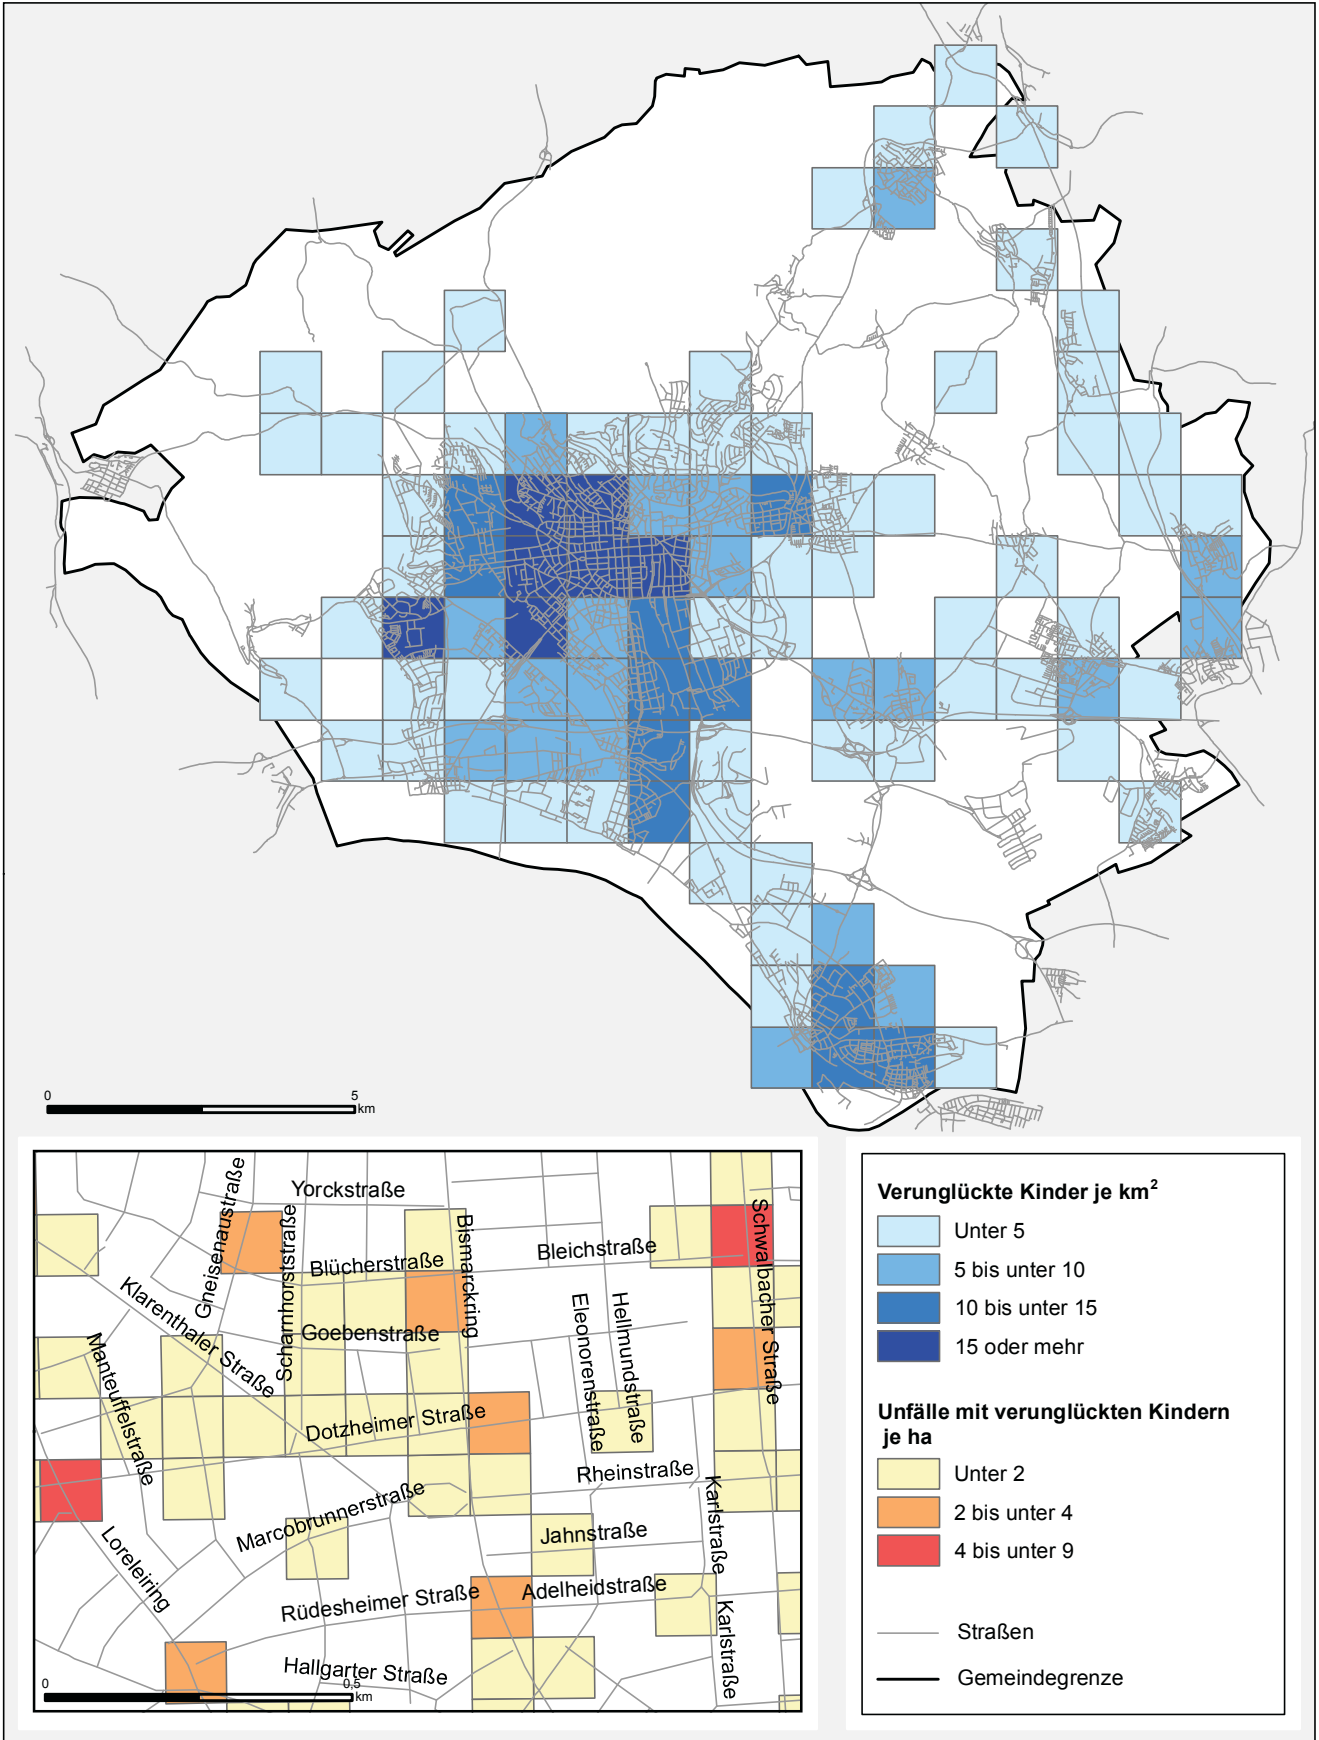 0 5
km
Yorckstraße
Gneisenaustraße
Scharnhorststraße
Bismarckring
Schwalbacher Straße
Blücherstraße
Bleichstraße
Klarenthaler Straße
Goebenstraße
Eleonorenstraße
Hellmundstraße
Manteuffelstraße
Dotzheimer Straße
Rheinstraße
Marcobrunnerstraße
Karlstraße
Loreleiring
Jahnstraße
Rüdesheimer Straße
Adelheidstraße
Karlstraße
Hallgarter Straße
0 0,5
km
Verunglückte Kinder je km²
Unter 5
5 bis unter 10
10 bis unter 15
15 oder mehr
Unfälle mit verunglückten Kindern
je ha
Unter 2
2 bis unter 4
4 bis unter 9
Straßen
Gemeindegrenze